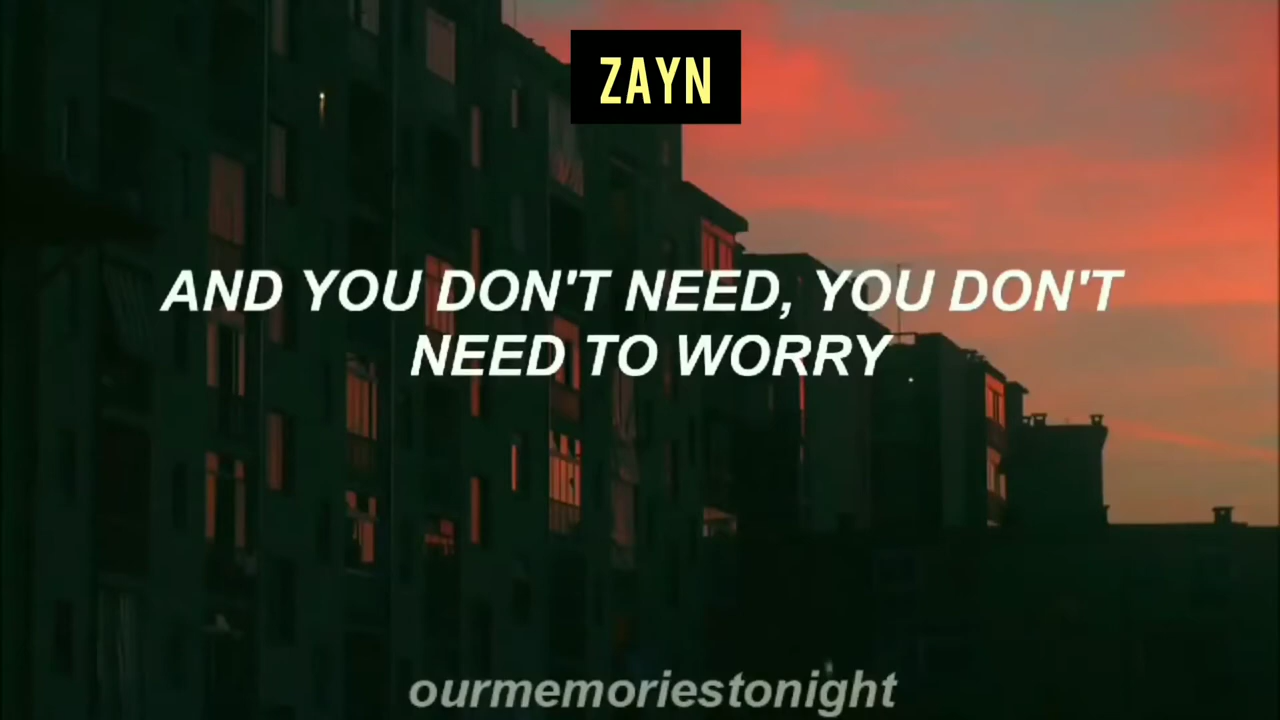 ZAYN
AND YOU DON'T NEED, YOU DON'T
NEED TO WORRY
ourmemoriestonight